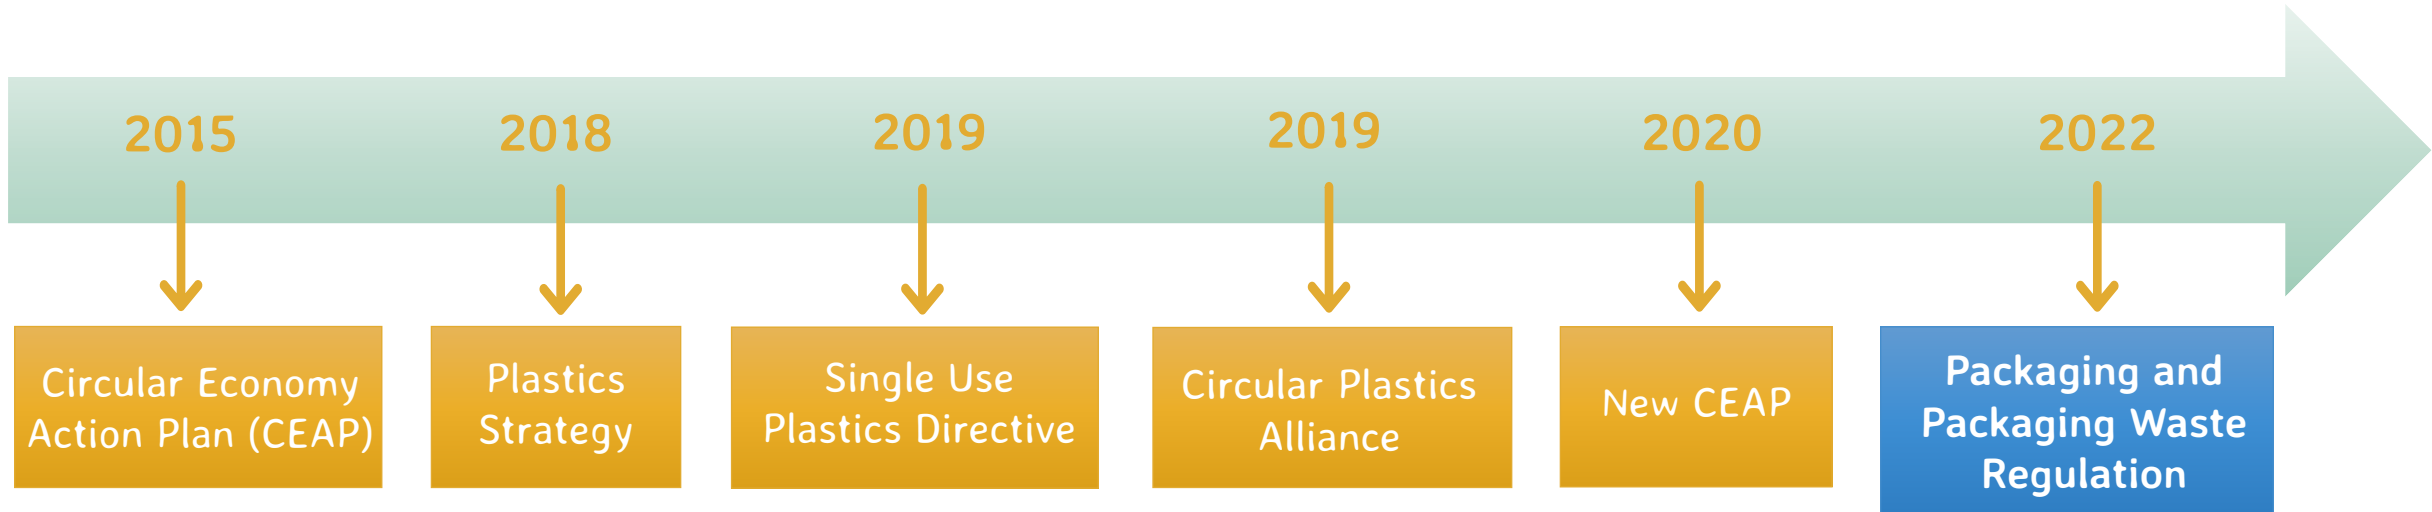 2015
2018
2019
2019
2020
2022
Circular Economy
Action Plan (CEAP)
Plastics
Strategy
Single Use
Plastics Directive
Circular Plastics
Alliance
New CEAP
Packaging and
Packaging Waste
Regulation